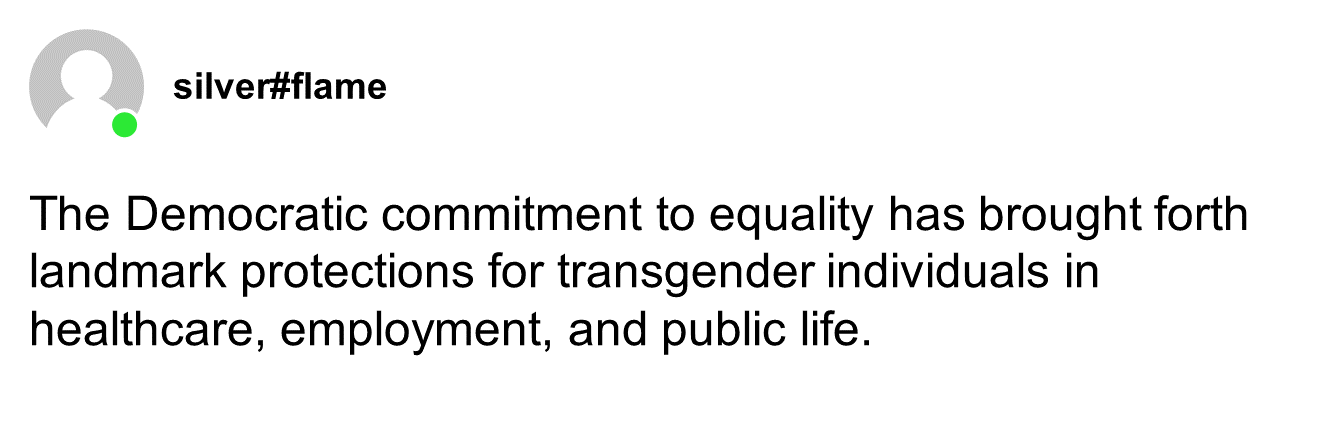 silver#flame
The Democratic commitment to equality has brought forth
landmark protections for transgender individuals in
healthcare, employment, and public life.